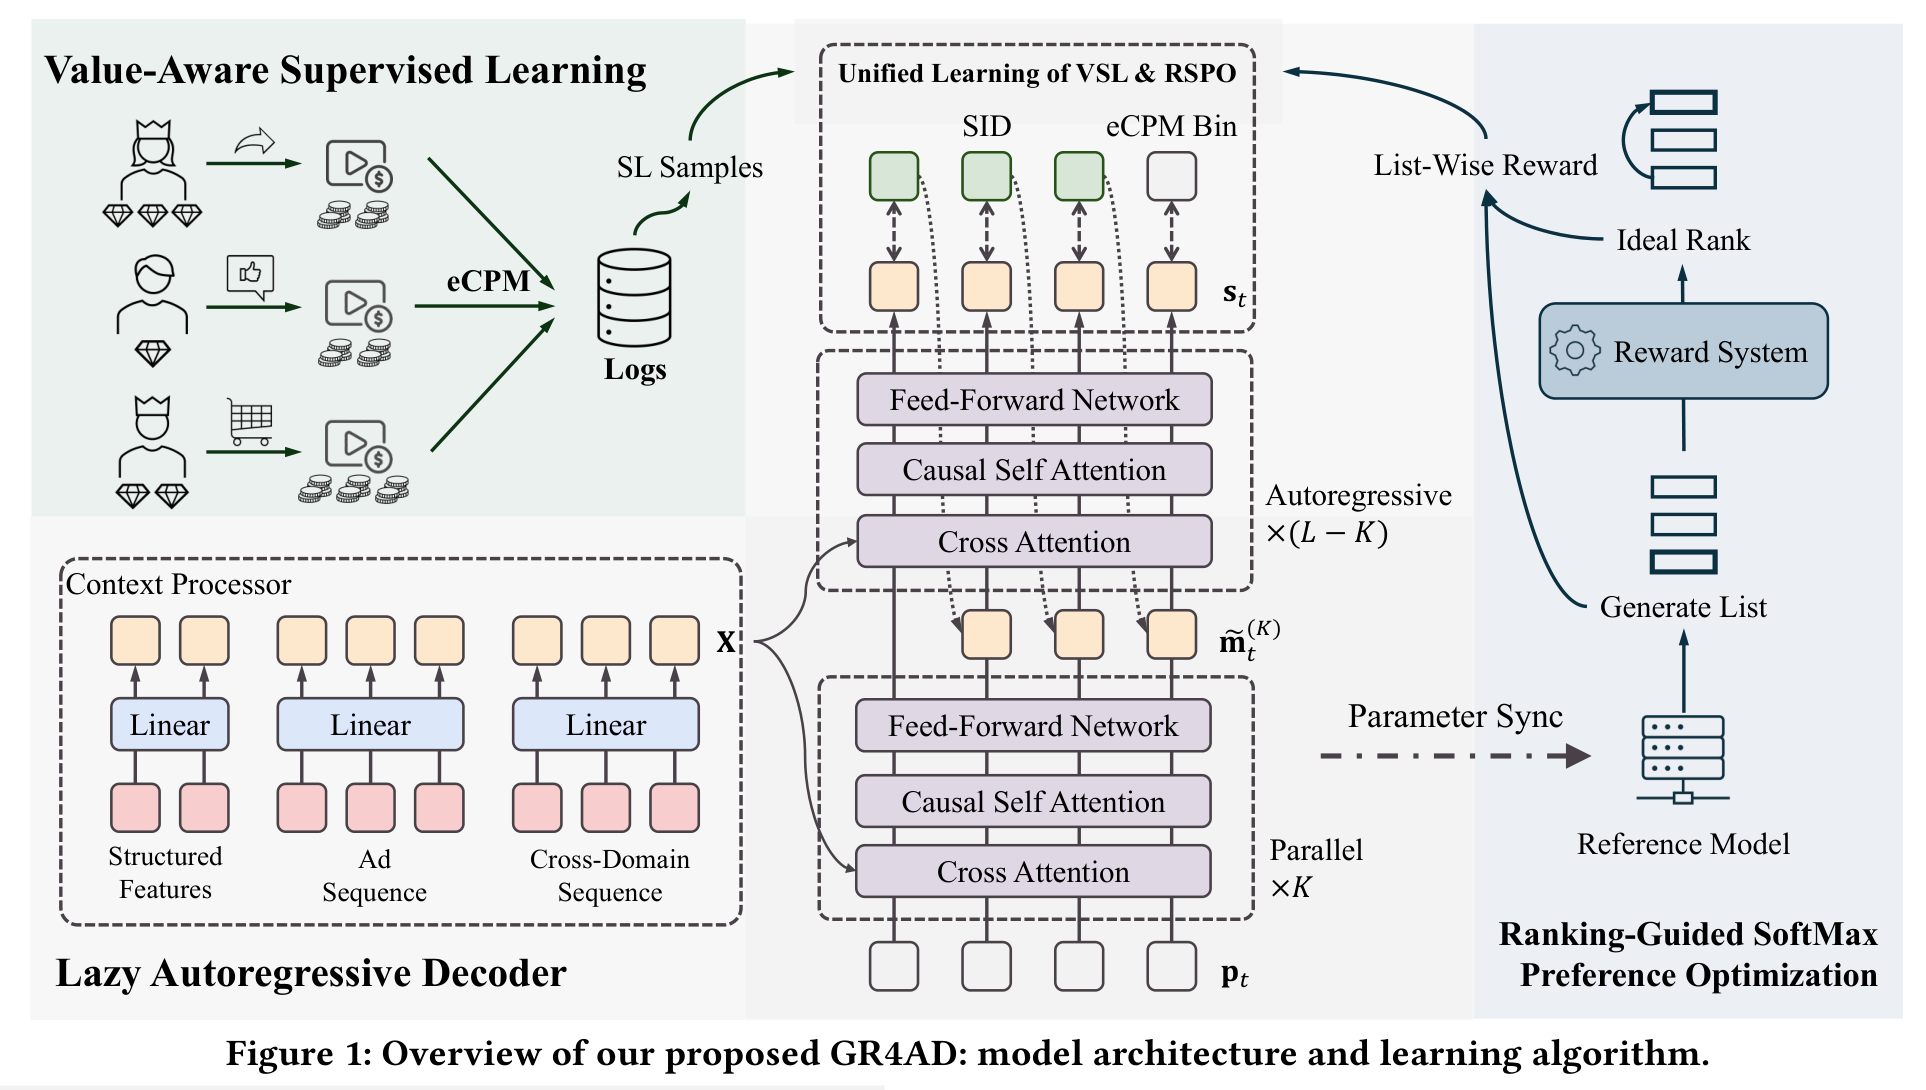 Value-Aware Supervised Learning
eCPM
Logs
SL Samples
Unified Learning of VSL & RSPO
SID
eCPM Bin
s_t
Feed-Forward Network
Causal Self Attention
Cross Attention
Autoregressive
×(L − K)
m̃_t^(K)
Feed-Forward Network
Causal Self Attention
Cross Attention
Parallel
×K
p_t
Context Processor
X
Linear
Linear
Linear
Structured
Features
Ad
Sequence
Cross-Domain
Sequence
Lazy Autoregressive Decoder
List-Wise Reward
Ideal Rank
Reward System
Generate List
Parameter Sync
Reference Model
Ranking-Guided SoftMax
Preference Optimization
Figure 1: Overview of our proposed GR4AD: model architecture and learning algorithm.